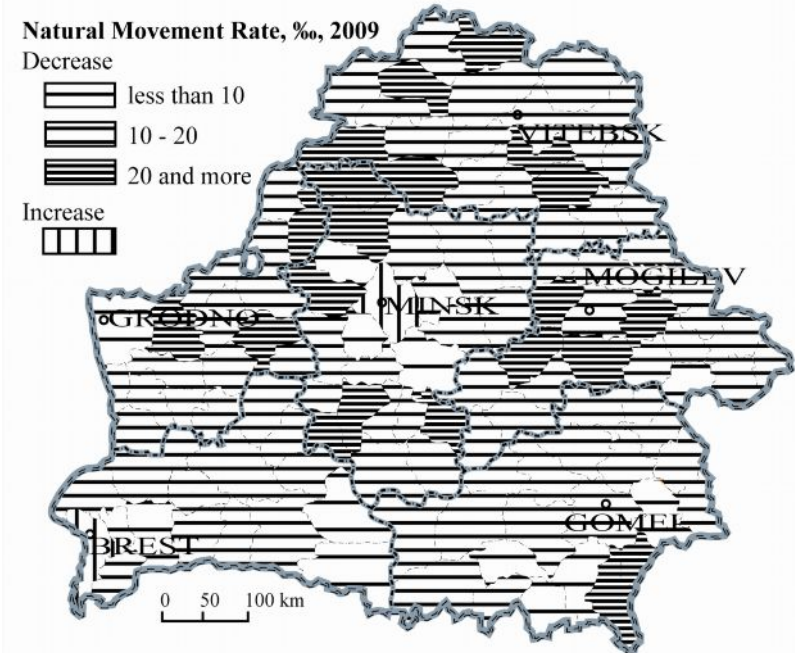 Natural Movement Rate, ‰, 2009
Decrease
less than 10
10 - 20
20 and more
Increase
VITEBSK
MOGILEV
MINSK
GRODNO
GOMEL
BREST
0 50 100 km